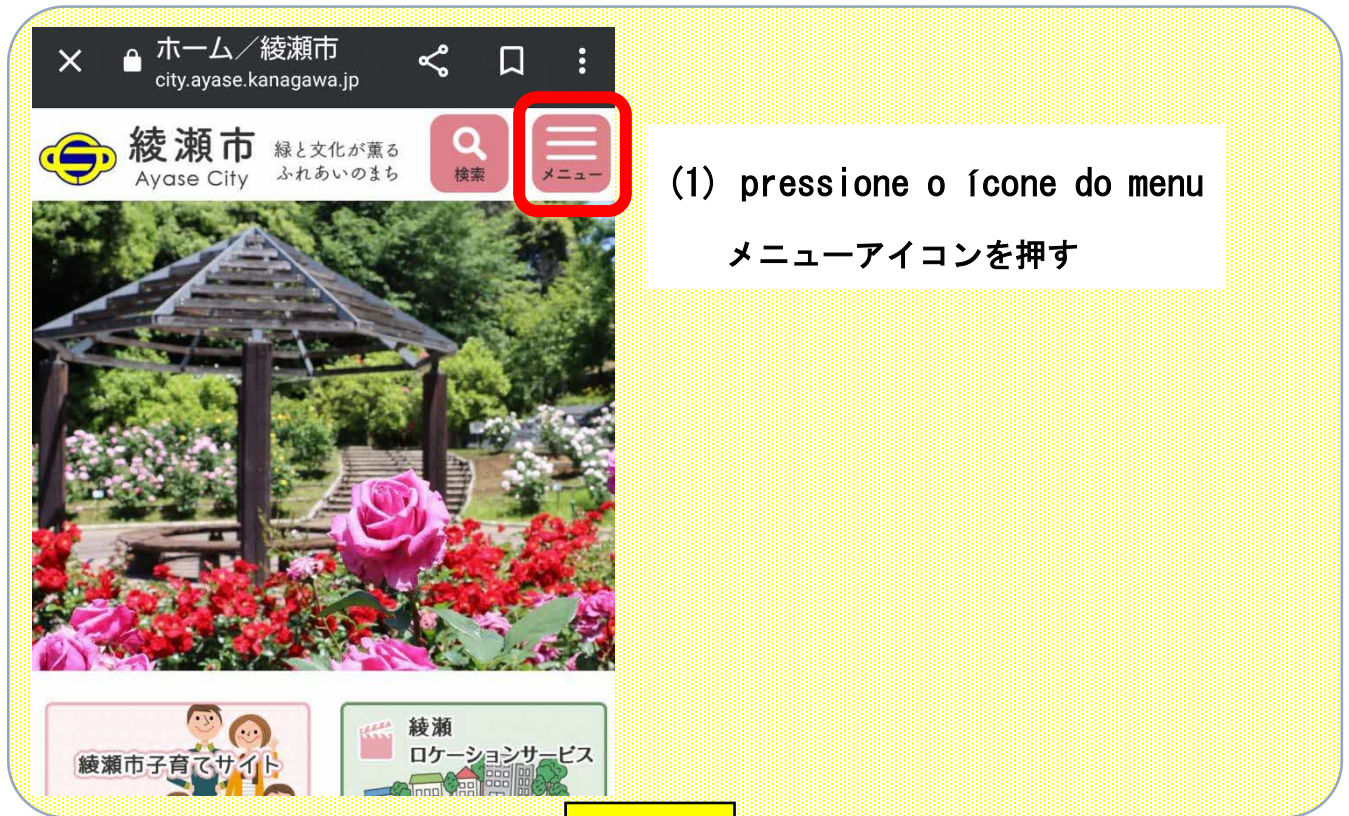 ホーム／綾瀬市
city.ayase.kanagawa.jp
綾瀬市
Ayase City
緑と文化が薫る
ふれあいのまち
検索
メニュー
(1) pressione o ícone do menu
メニューアイコンを押す
綾瀬市子育てサイト
綾瀬
ロケーションサービス